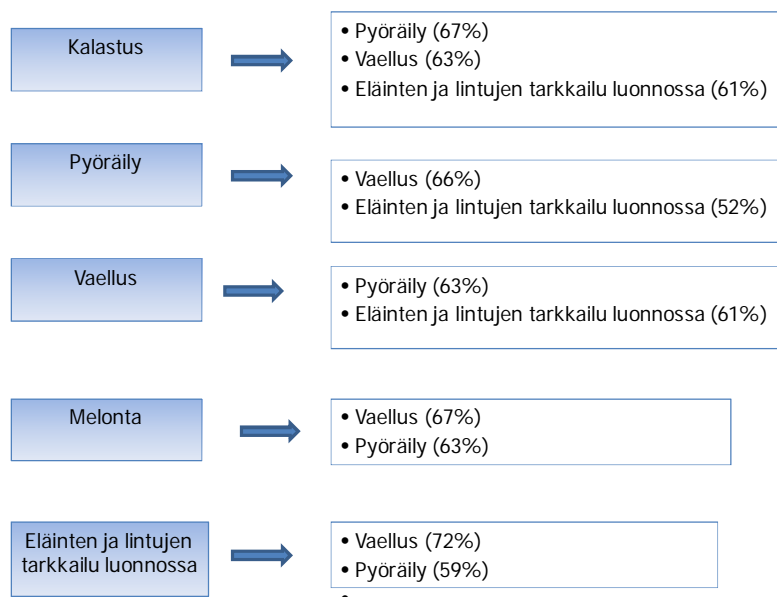 Kalastus
• Pyöräily (67%)
• Vaellus (63%)
• Eläinten ja lintujen tarkkailu luonnossa (61%)
Pyöräily
• Vaellus (66%)
• Eläinten ja lintujen tarkkailu luonnossa (52%)
Vaellus
• Pyöräily (63%)
• Eläinten ja lintujen tarkkailu luonnossa (61%)
Melonta
• Vaellus (67%)
• Pyöräily (63%)
Eläinten ja lintujen
tarkkailu luonnossa
• Vaellus (72%)
• Pyöräily (59%)
•